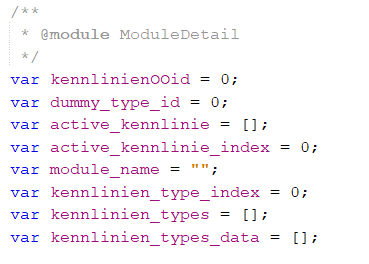 /**
 * @module ModuleDetail
 */
var kennlinienOOid = 0;
var dummy_type_id = 0;
var active_kennlinie = [];
var active_kennlinie_index = 0;
var module_name = "";
var kennlinien_type_index = 0;
var kennlinien_types = [];
var kennlinien_types_data = [];